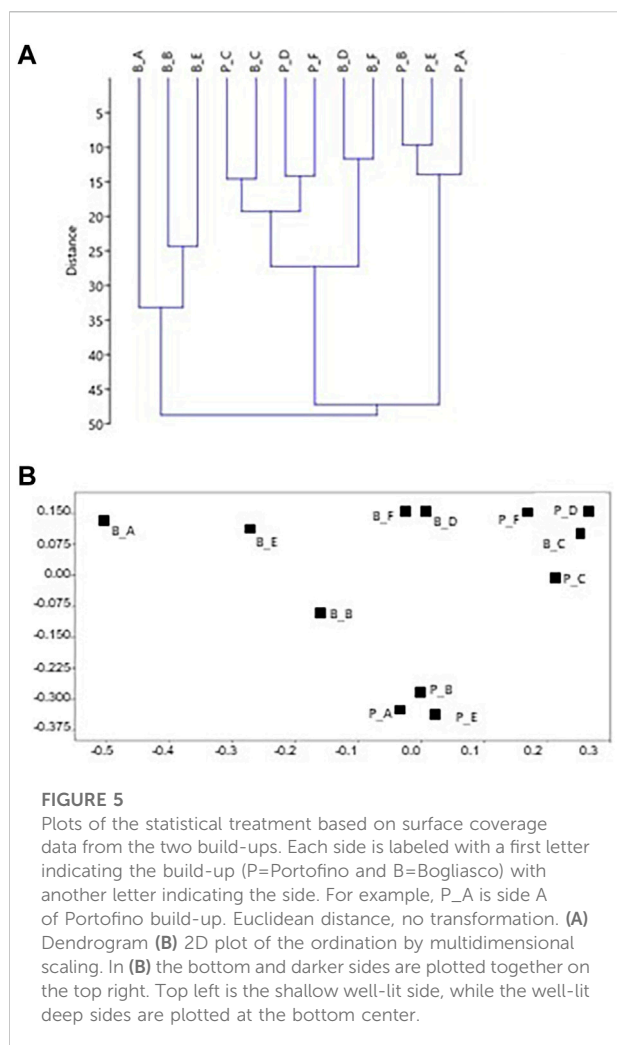 A
B_A B_B B_E P_C B_C P_D P_F B_D B_F P_B P_E P_A
5
10
15
20
25
30
35
40
45
50
Distance
B
0.150
0.075
0.00
-0.075
-0.150
-0.225
-0.300
-0.375
B_F B_D P_F P_D
B_A B_E B_C
P_C
B_B
P_B
P_A P_E
-0.5 -0.4 -0.3 -0.2 -0.1 0.0 0.1 0.2 0.3
FIGURE 5
Plots of the statistical treatment based on surface coverage
data from the two build-ups. Each side is labeled with a first letter
indicating the build-up (P=Portofino and B=Bogliasco) with
another letter indicating the side. For example, P_A is side A
of Portofino build-up. Euclidean distance, no transformation. (A)
Dendrogram (B) 2D plot of the ordination by multidimensional
scaling. In (B) the bottom and darker sides are plotted together on
the top right. Top left is the shallow well-lit side, while the well-lit
deep sides are plotted at the bottom center.